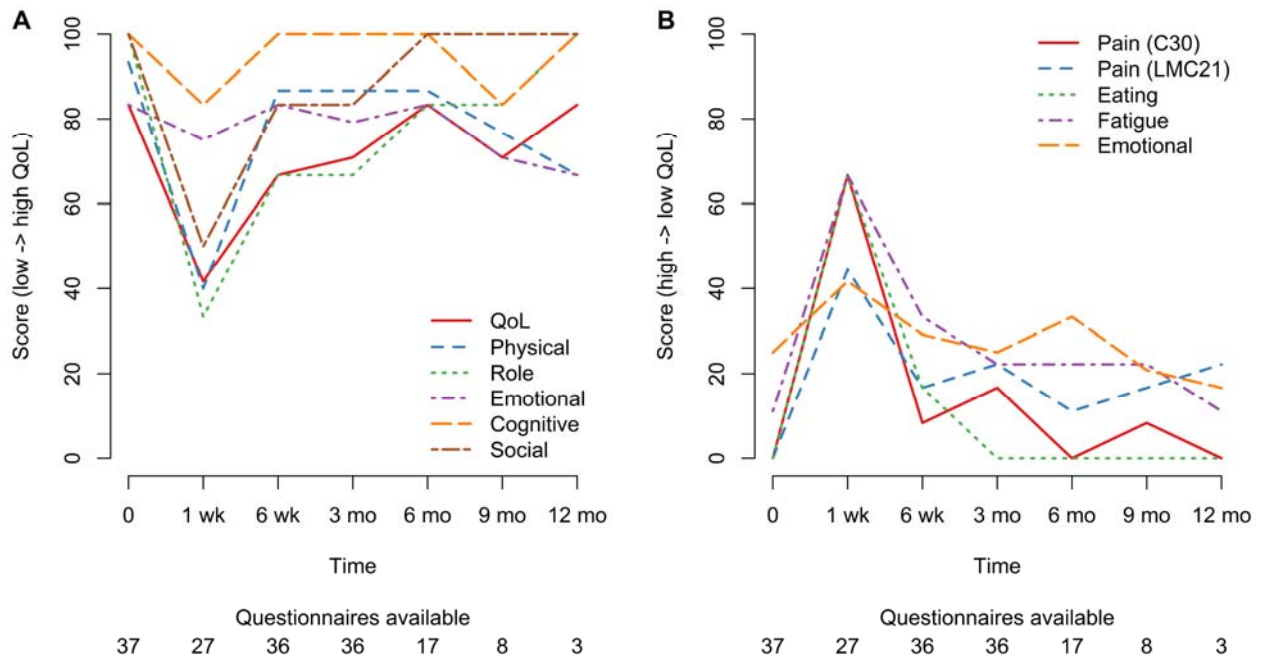 A
Score (low -> high QoL)
100
80
60
40
20
0
QoL
Physical
Role
Emotional
Cognitive
Social
0 1 wk 6 wk 3 mo 6 mo 9 mo 12 mo
Time
Questionnaires available
37 27 36 36 17 8 3
B
Score (high -> low QoL)
100
80
60
40
20
0
Pain (C30)
Pain (LMC21)
Eating
Fatigue
Emotional
0 1 wk 6 wk 3 mo 6 mo 9 mo 12 mo
Time
Questionnaires available
37 27 36 36 17 8 3